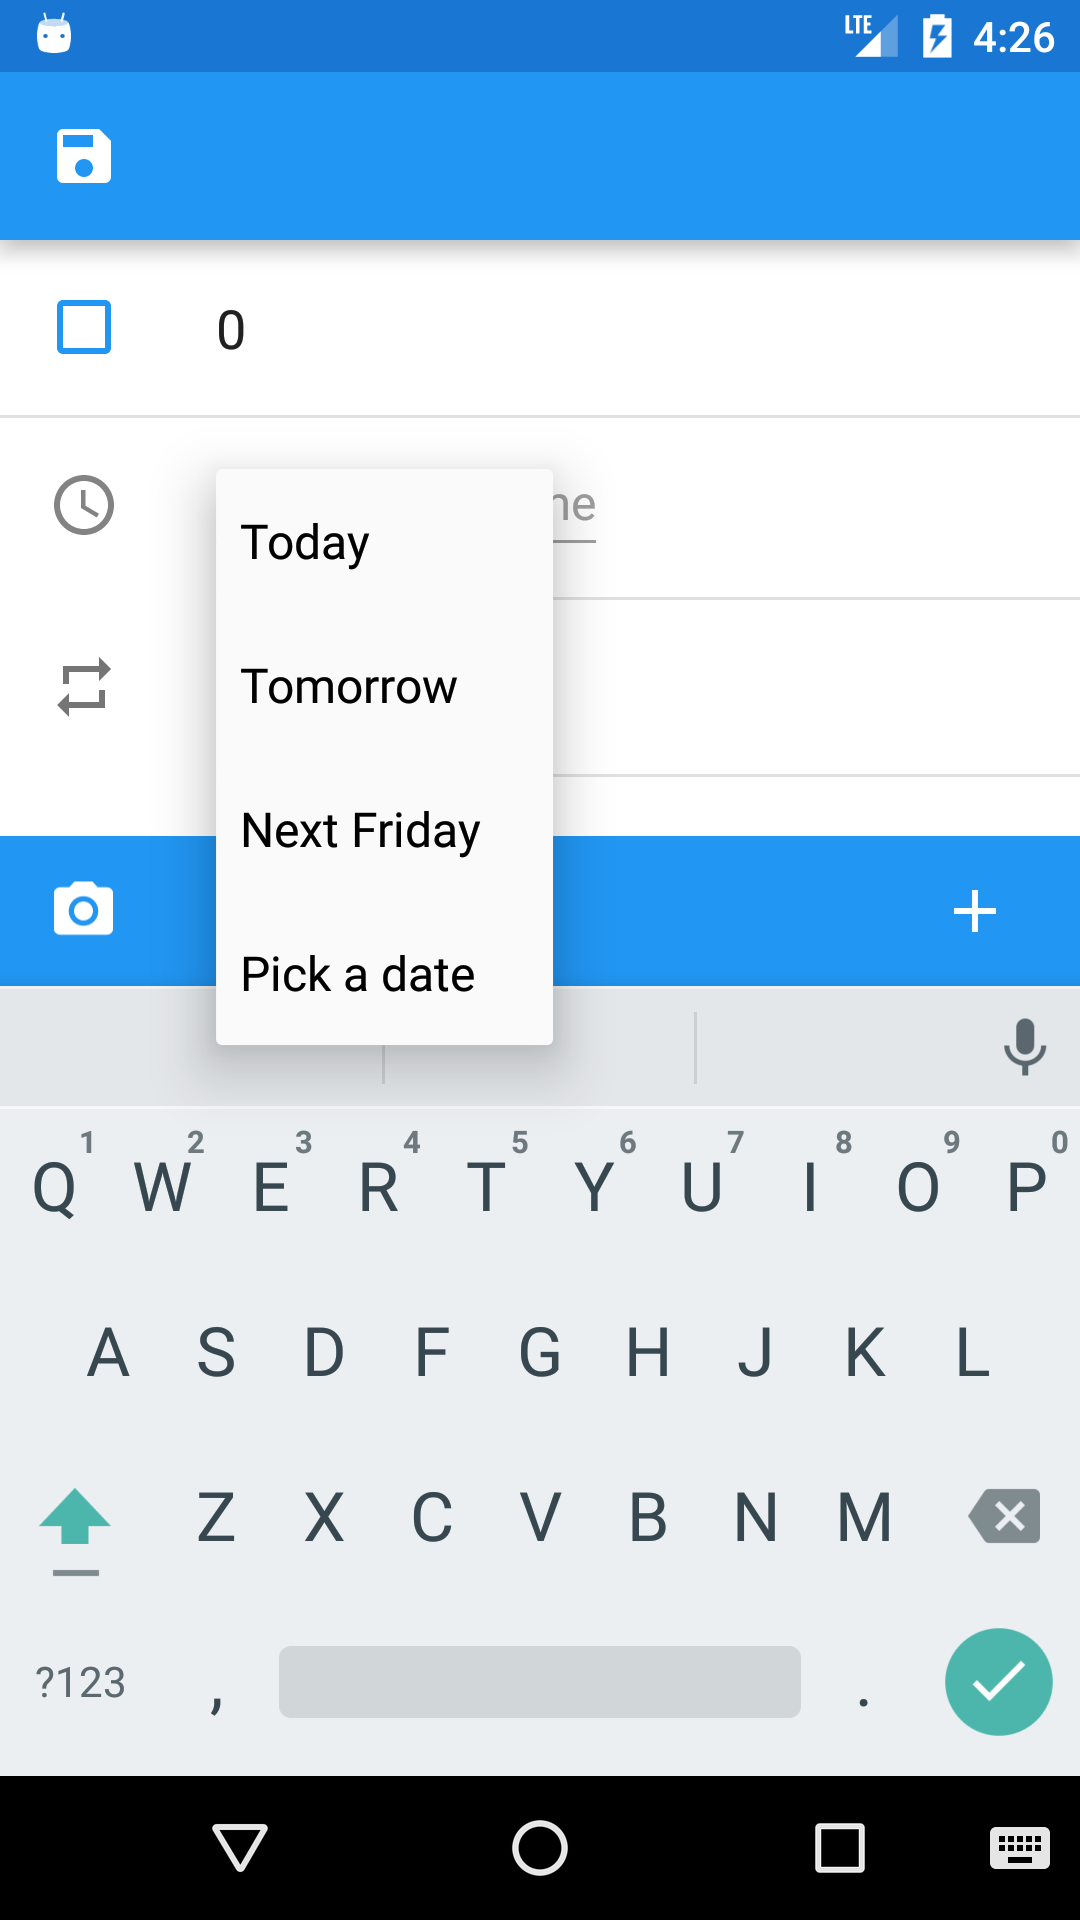 LTE 4:26
0
Today
Tomorrow
Next Friday
Pick a date
1 2 3 4 5 6 7 8 9 0
Q W E R T Y U I O P
A S D F G H J K L
Z X C V B N M
?123 , .